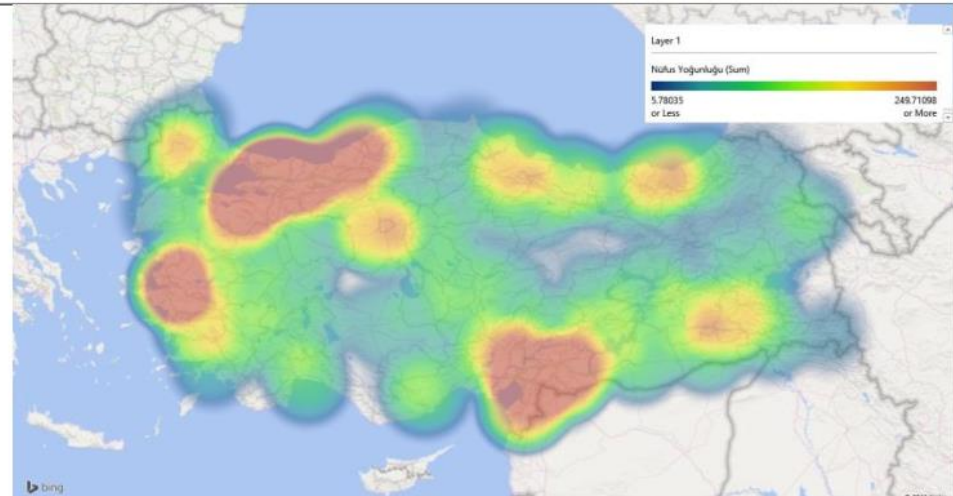 Layer 1
Nüfus Yoğunluğu (Sum)
5.78035 249.71098
or Less or More
bing